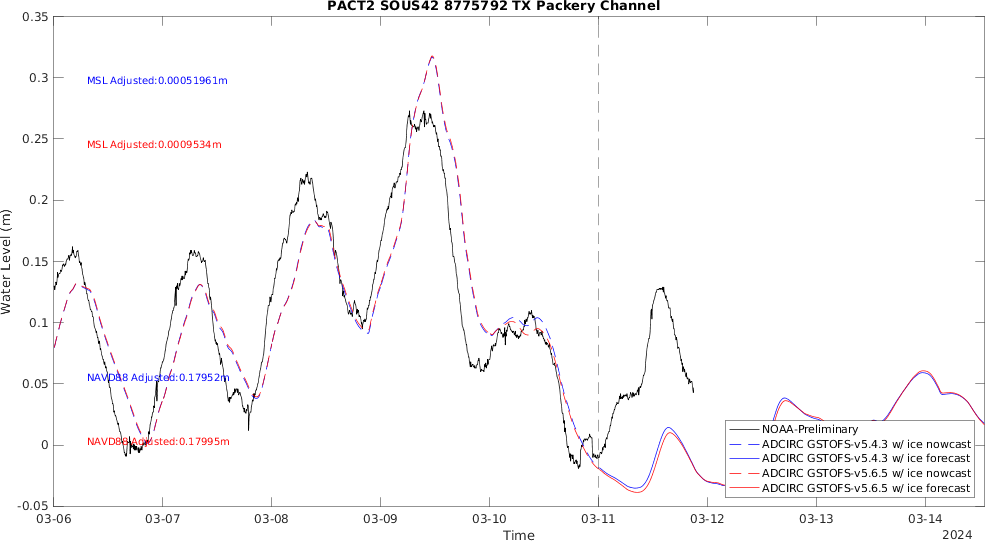 PACT2 SOUS42 8775792 TX Packery Channel
0.35
0.3
0.25
0.2
0.15
0.1
0.05
0
-0.05
Water Level (m)
MSL Adjusted:0.00051961m
MSL Adjusted:0.0009534m
NAVD88 Adjusted:0.17952m
NAVD88 Adjusted:0.17995m
NOAA-Preliminary
ADCIRC GSTOFS-v5.4.3 w/ ice nowcast
ADCIRC GSTOFS-v5.4.3 w/ ice forecast
ADCIRC GSTOFS-v5.6.5 w/ ice nowcast
ADCIRC GSTOFS-v5.6.5 w/ ice forecast
03-06 03-07 03-08 03-09 03-10 03-11 03-12 03-13 03-14
Time
2024